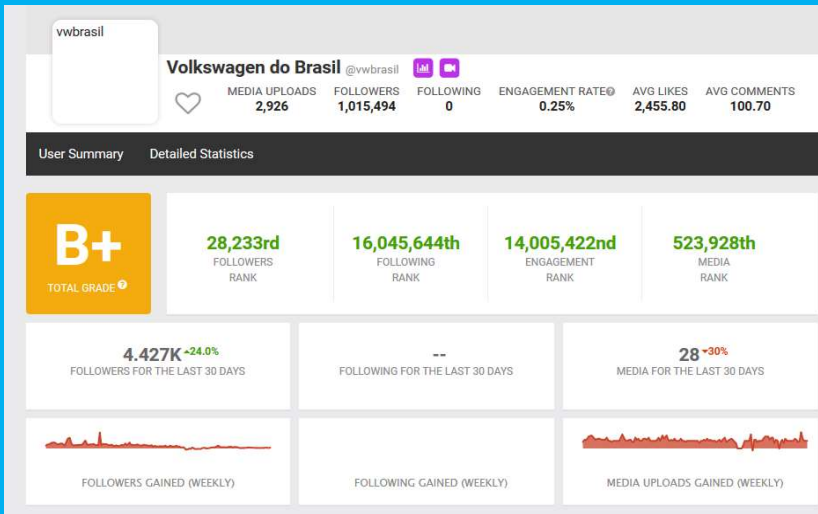 vwbrasil
Volkswagen do Brasil @vwbrasil
MEDIA UPLOADS FOLLOWERS FOLLOWING ENGAGEMENT RATE AVG LIKES AVG COMMENTS
2,926 1,015,494 0 0.25% 2,455.80 100.70
User Summary Detailed Statistics
B+
TOTAL GRADE
28,233rd
FOLLOWERS
RANK
16,045,644th
FOLLOWING
RANK
14,005,422nd
ENGAGEMENT
RANK
523,928th
MEDIA
RANK
4.427K 24.0%
FOLLOWERS FOR THE LAST 30 DAYS
--
FOLLOWING FOR THE LAST 30 DAYS
28 30%
MEDIA FOR THE LAST 30 DAYS
FOLLOWERS GAINED (WEEKLY)
FOLLOWING GAINED (WEEKLY)
MEDIA UPLOADS GAINED (WEEKLY)